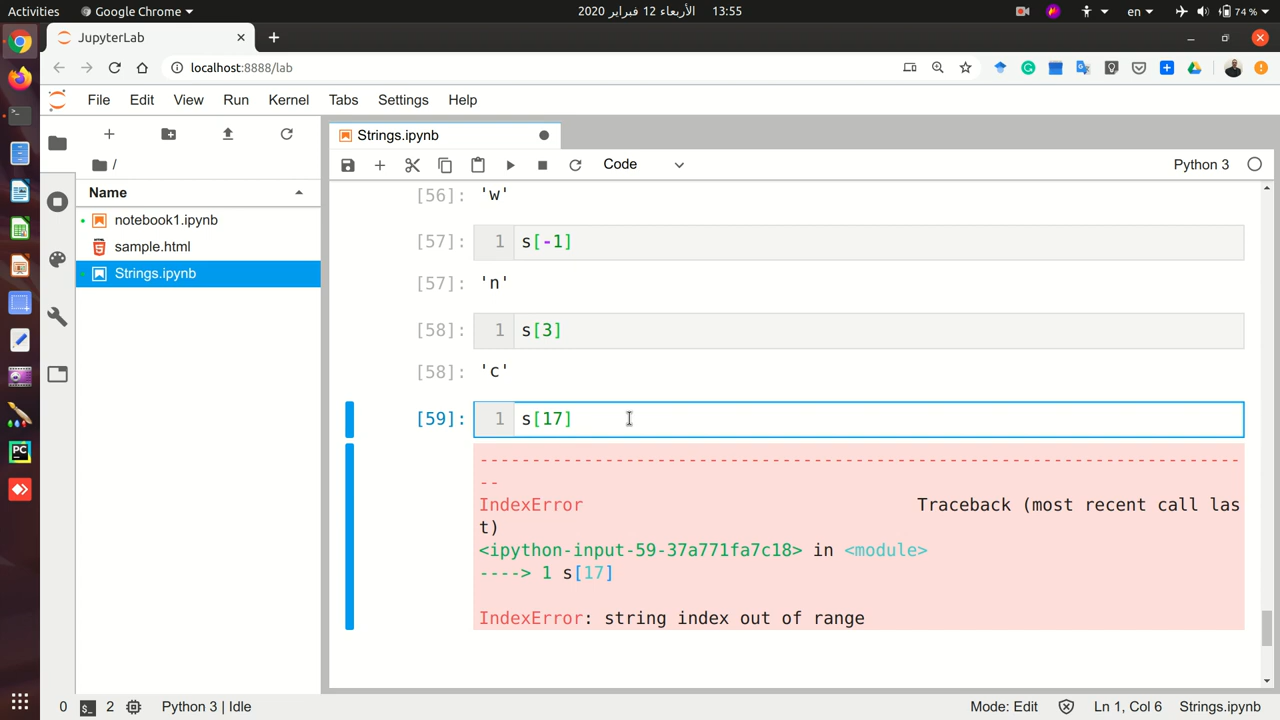 Activities Google Chrome 13:55 الأربعاء 12 فبراير 2020 en 74 %
JupyterLab
localhost:8888/lab
File Edit View Run Kernel Tabs Settings Help
Strings.ipynb
/
Code Python 3
Name
notebook1.ipynb
sample.html
Strings.ipynb
[56]: 'w'
[57]: 1 s[-1]
[57]: 'n'
[58]: 1 s[3]
[58]: 'c'
[59]: 1 s[17]
---------------------------------------------------------------------------
IndexError Traceback (most recent call las
t)
<ipython-input-59-37a771fa7c18> in <module>
----> 1 s[17]
IndexError: string index out of range
PC
0 $_ 2 Python 3 | Idle Mode: Edit Ln 1, Col 6 Strings.ipynb